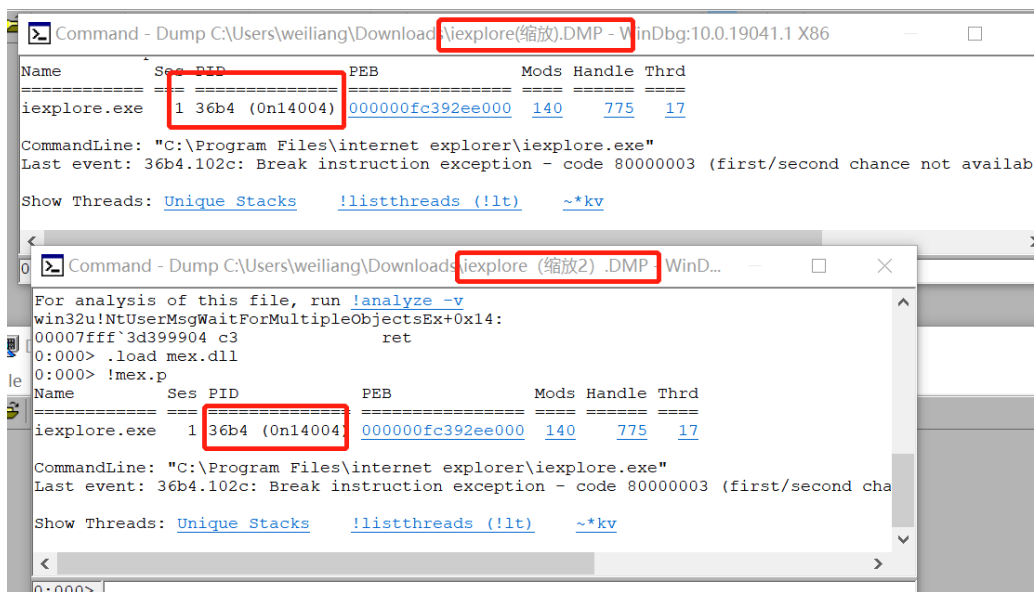 Command - Dump C:\Users\weiliang\Downloads\iexplore(缩放).DMP - WinDbg:10.0.19041.1 X86
Name Ses PID PEB Mods Handle Thrd
============ === ============== ================ ==== ====== ====
iexplore.exe 1 36b4 (0n14004) 000000fc392ee000 140 775 17
CommandLine: "C:\Program Files\internet explorer\iexplore.exe"
Last event: 36b4.102c: Break instruction exception - code 80000003 (first/second chance not availab
Show Threads: Unique Stacks !listthreads (!lt) ~*kv
0
Command - Dump C:\Users\weiliang\Downloads\iexplore（缩放2）.DMP - WinD...
For analysis of this file, run !analyze -v
win32u!NtUserMsgWaitForMultipleObjectsEx+0x14:
00007fff`3d399904 c3 ret
0:000> .load mex.dll
0:000> !mex.p
le
Name Ses PID PEB Mods Handle Thrd
============ === ============== ================ ==== ====== ====
iexplore.exe 1 36b4 (0n14004) 000000fc392ee000 140 775 17
CommandLine: "C:\Program Files\internet explorer\iexplore.exe"
Last event: 36b4.102c: Break instruction exception - code 80000003 (first/second cha
Show Threads: Unique Stacks !listthreads (!lt) ~*kv
0:000>